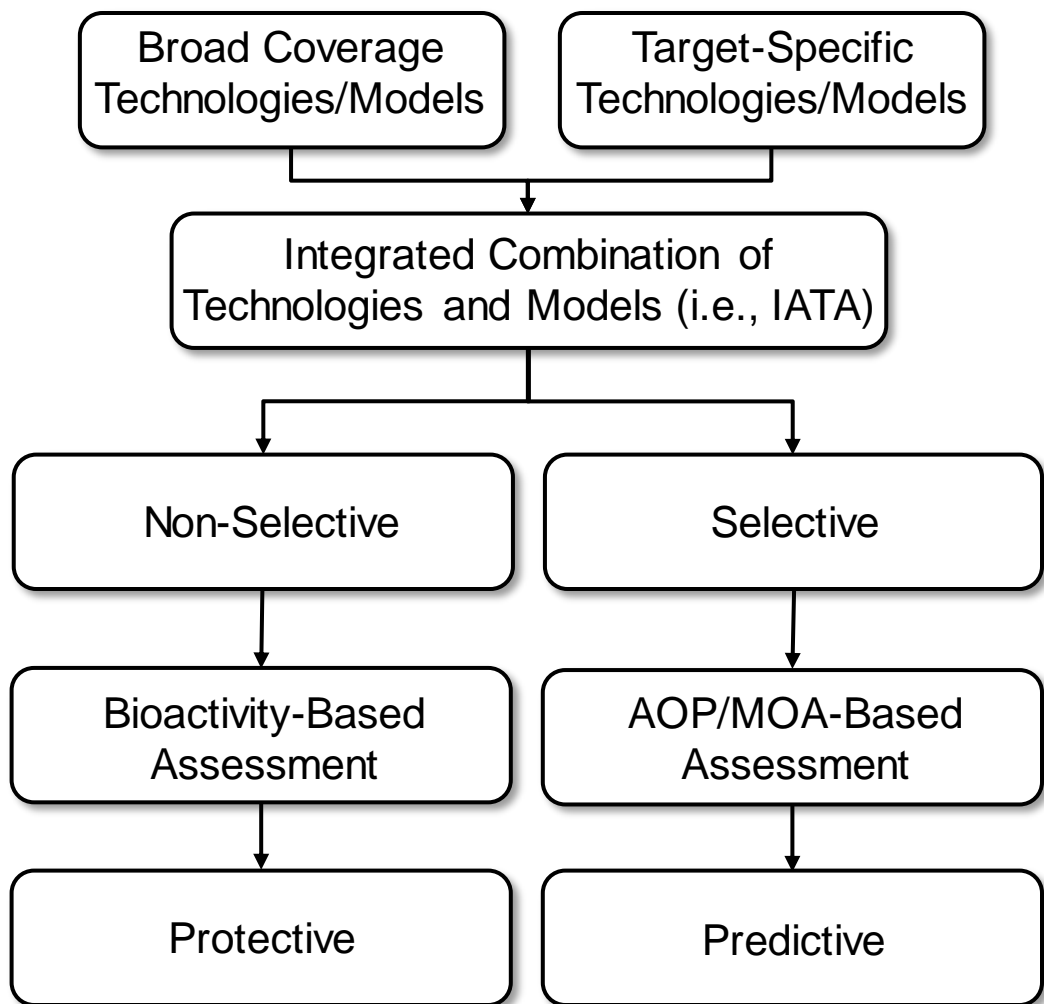 Broad Coverage
Technologies/Models
Target-Specific
Technologies/Models
Integrated Combination of
Technologies and Models (i.e., IATA)
Non-Selective
Selective
Bioactivity-Based
Assessment
AOP/MOA-Based
Assessment
Protective
Predictive